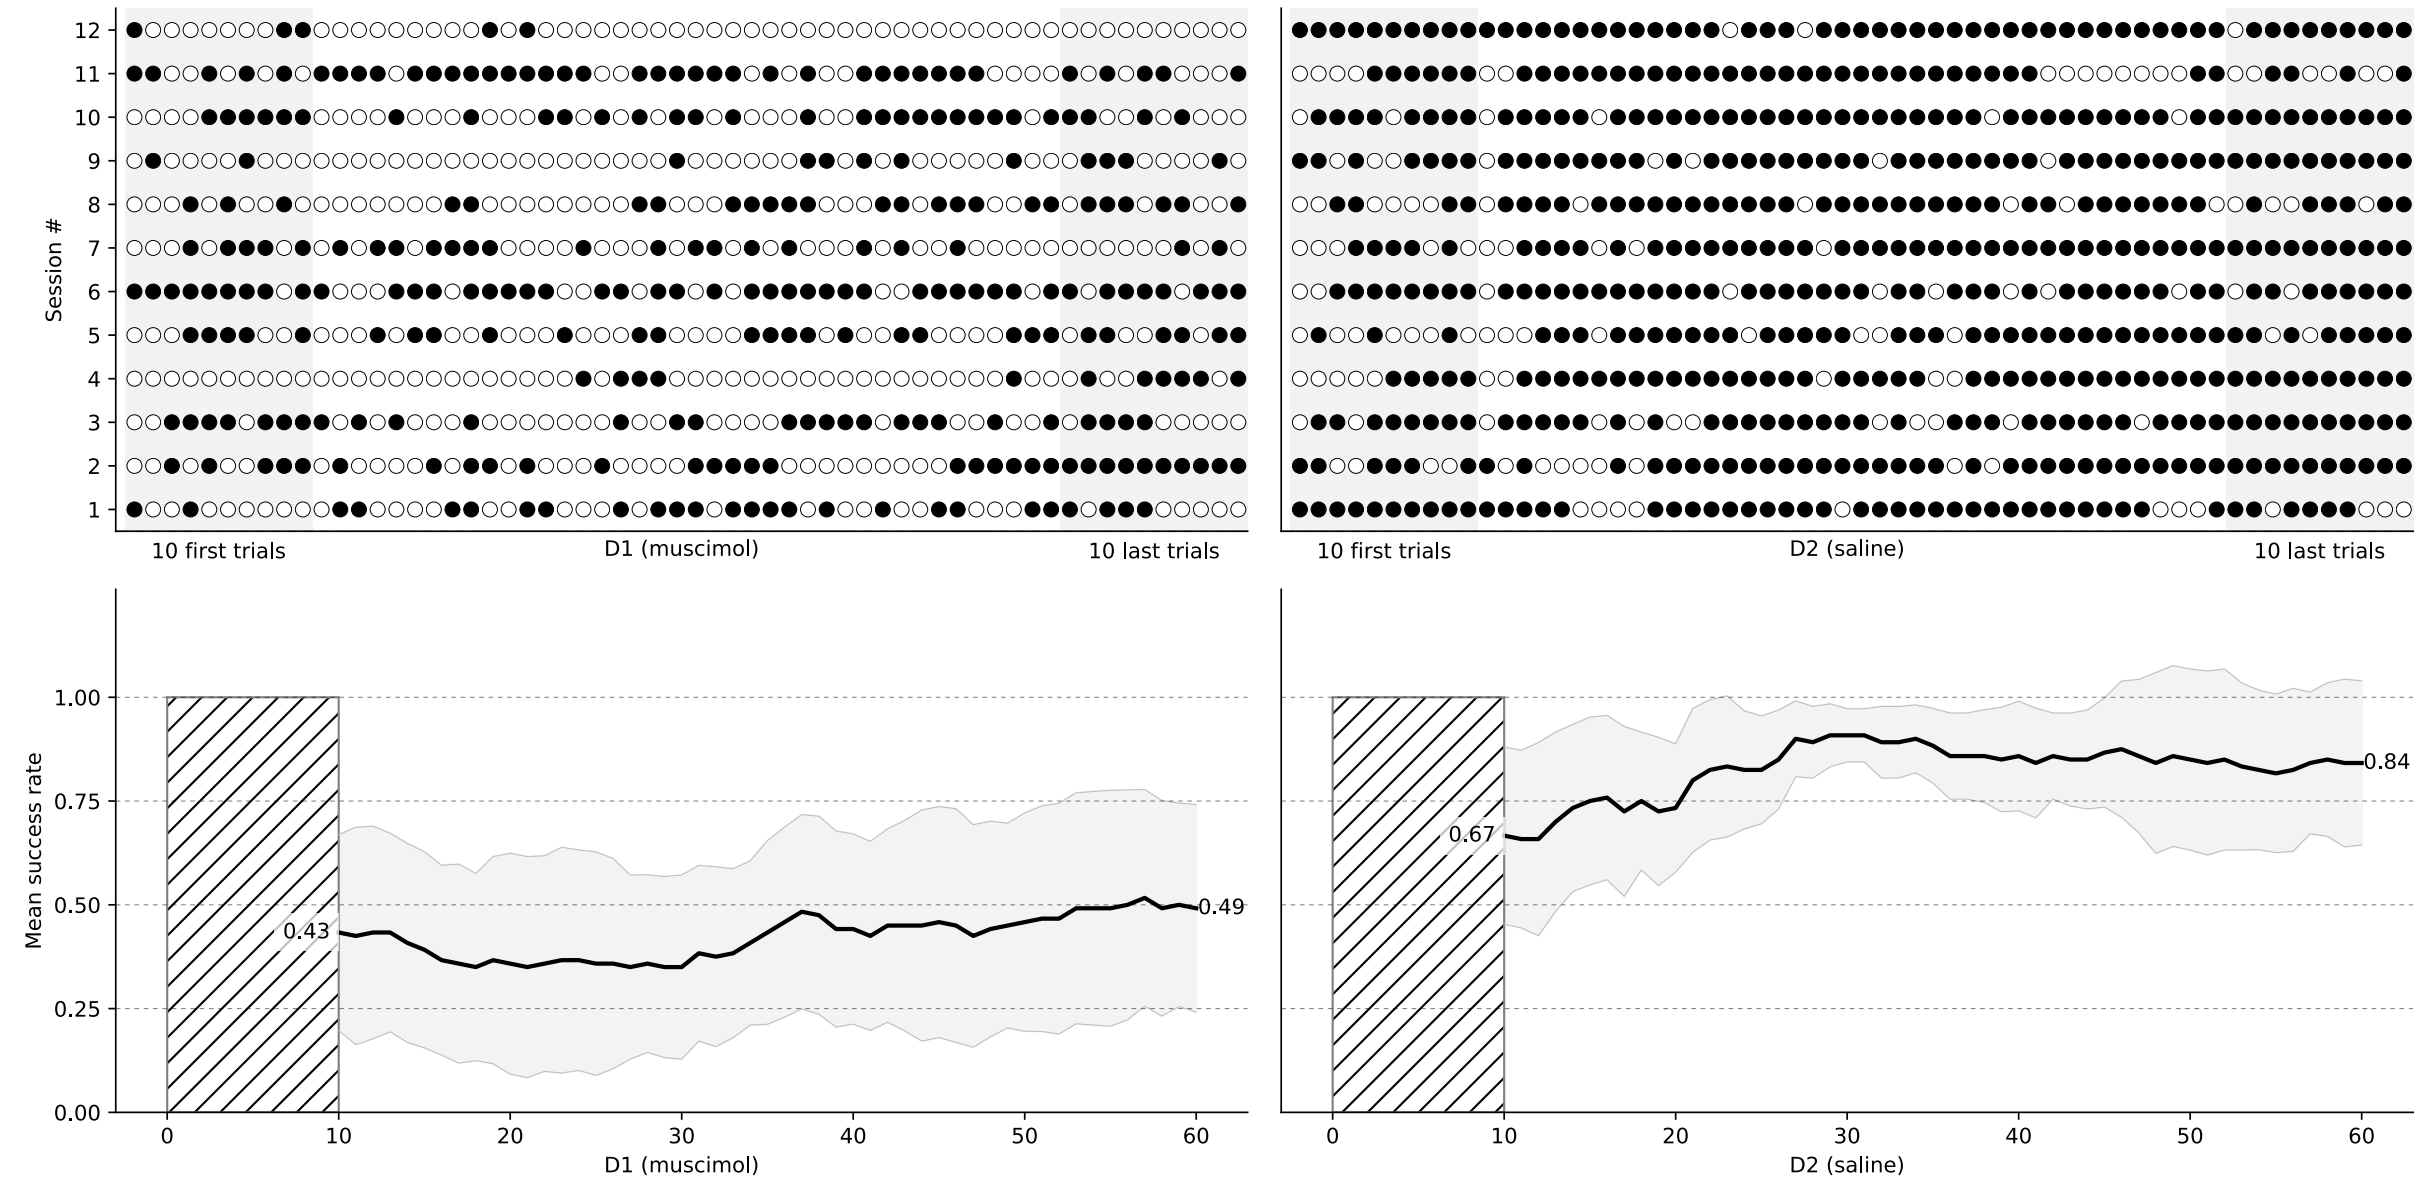 12
11
10
9
8
7
6
5
4
3
2
1
Session #
10 first trials D1 (muscimol) 10 last trials
10 first trials D2 (saline) 10 last trials
1.00
0.75
0.50
0.25
0.00
Mean success rate
0.43
0.49
0 10 20 30 40 50 60
D1 (muscimol)
0.67
0.84
0 10 20 30 40 50 60
D2 (saline)